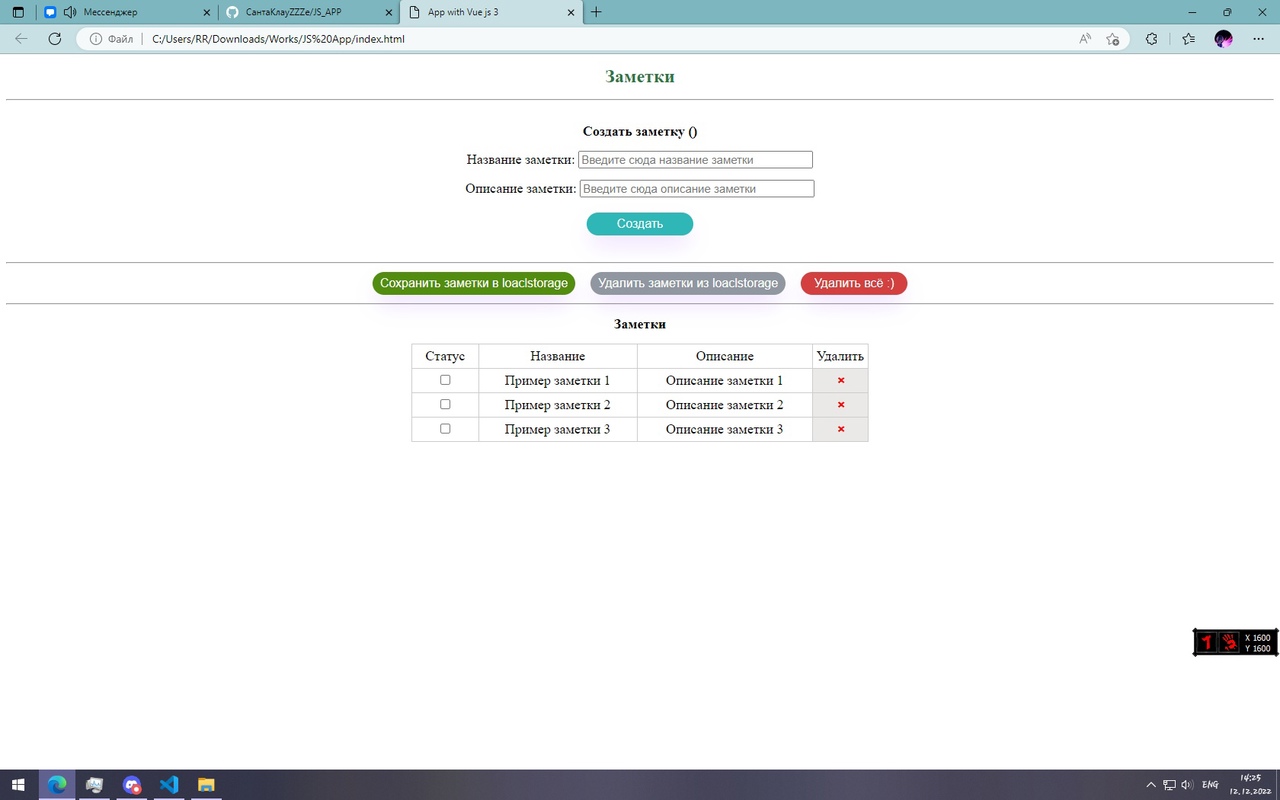 Мессенджер
СантаКлауZZZe/JS_APP
App with Vue js 3
Файл
C:/Users/RR/Downloads/Works/JS%20App/index.html
Заметки
Создать заметку ()
Название заметки: Введите сюда название заметки
Описание заметки: Введите сюда описание заметки
Создать
Сохранить заметки в loaclstorage
Удалить заметки из loaclstorage
Удалить всё :)
Заметки
Статус Название Описание Удалить
Пример заметки 1 Описание заметки 1
Пример заметки 2 Описание заметки 2
Пример заметки 3 Описание заметки 3
X 1600
Y 1600
ENG
14:25
12.12.2022